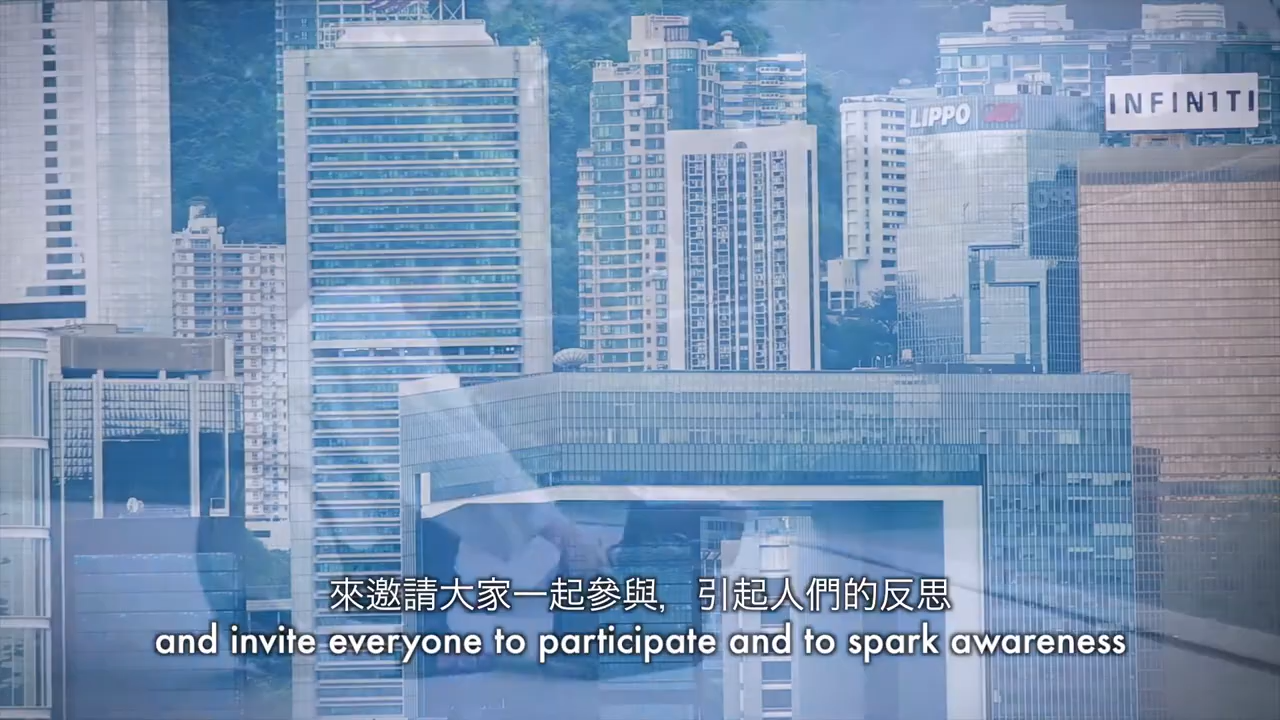 LIPPO
INFINITI
來邀請大家一起參與, 引起人們的反思
and invite everyone to participate and to spark awareness